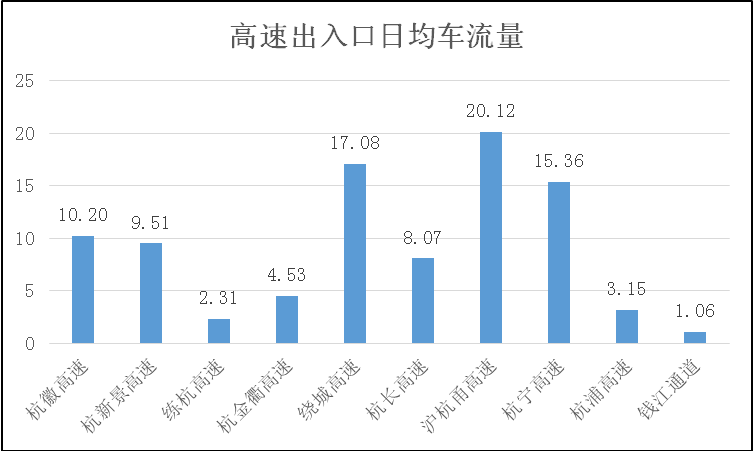 高速出入口日均车流量
25
20
15
10
5
0
10.20
9.51
2.31
4.53
17.08
8.07
20.12
15.36
3.15
1.06
杭徽高速
杭新景高速
练杭高速
杭金衢高速
绕城高速
杭长高速
沪杭甬高速
杭宁高速
杭浦高速
钱江通道